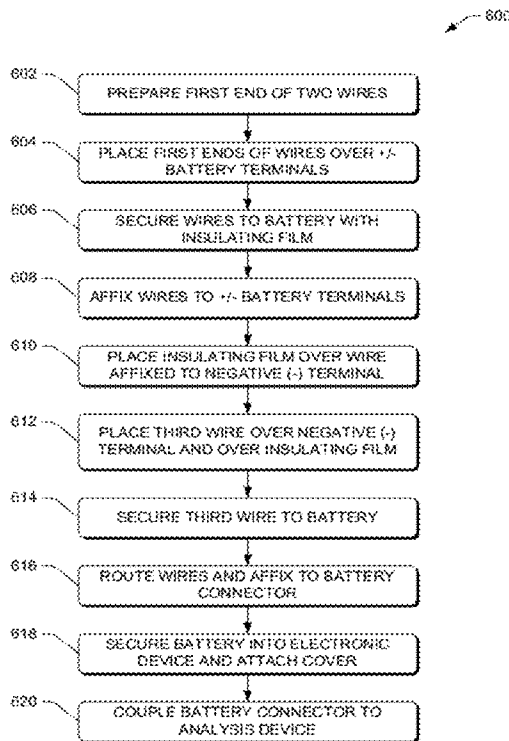 600
602
PREPARE FIRST END OF TWO WIRES
604
PLACE FIRST ENDS OF WIRES OVER +/-
BATTERY TERMINALS
606
SECURE WIRES TO BATTERY WITH
INSULATING FILM
608
AFFIX WIRES TO +/- BATTERY TERMINALS
610
PLACE INSULATING FILM OVER WIRE
AFFIXED TO NEGATIVE (-) TERMINAL
612
PLACE THIRD WIRE OVER NEGATIVE (-)
TERMINAL AND OVER INSULATING FILM
614
SECURE THIRD WIRE TO BATTERY
616
ROUTE WIRES AND AFFIX TO BATTERY
CONNECTOR
618
SECURE BATTERY INTO ELECTRONIC
DEVICE AND ATTACH COVER
620
COUPLE BATTERY CONNECTOR TO
ANALYSIS DEVICE